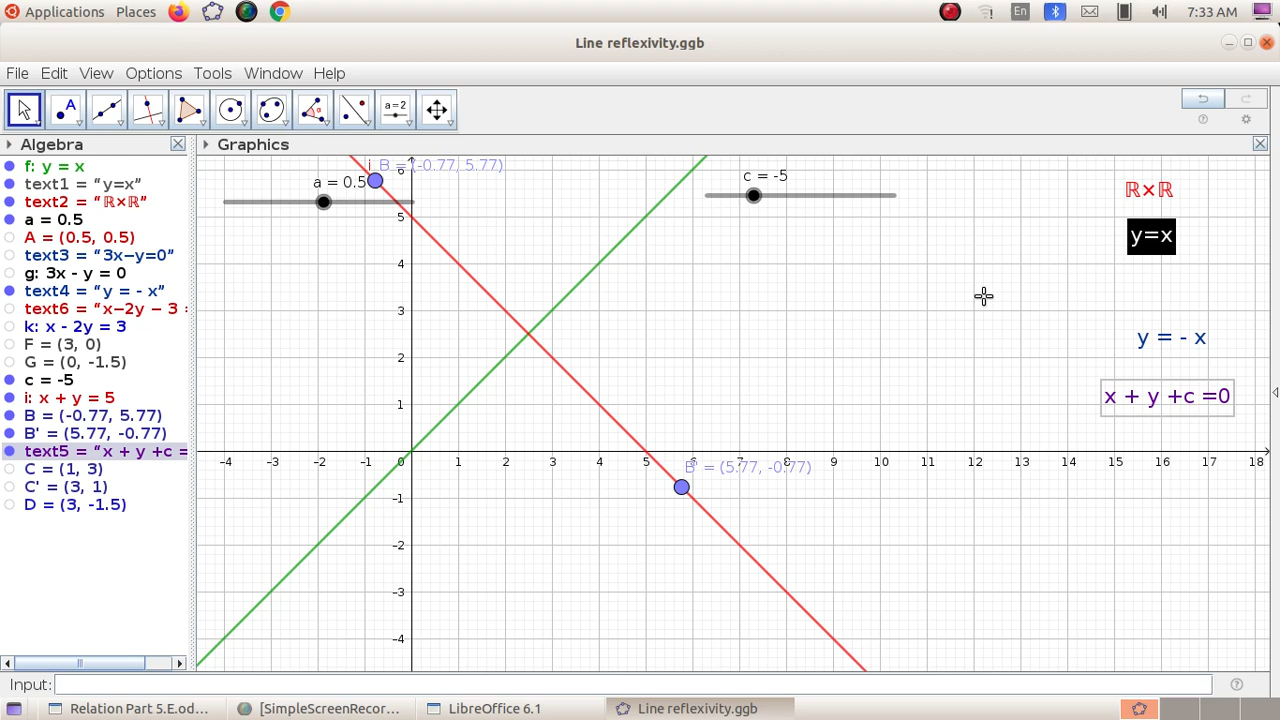 Applications Places En 7:33 AM
Line reflexivity.ggb
File Edit View Options Tools Window Help
A a=2
Algebra Graphics
f: y = x
text1 = “y=x”
text2 = “ℝ×ℝ”
a = 0.5
A = (0.5, 0.5)
text3 = “3x−y=0”
g: 3x - y = 0
text4 = “y = - x”
text6 = “x−2y − 3 =
k: x - 2y = 3
F = (3, 0)
G = (0, -1.5)
c = -5
i: x + y = 5
B = (-0.77, 5.77)
B' = (5.77, -0.77)
text5 = “x + y +c =
C = (1, 3)
C' = (3, 1)
D = (3, -1.5)
i B = (-0.77, 5.77)
a = 0.5
c = -5
ℝ×ℝ
y=x
y = - x
x + y +c =0
B' = (5.77, -0.77)
6
5
4
3
2
1
-4 -3 -2 -1 0 1 2 3 4 5 6 7 8 9 10 11 12 13 14 15 16 17 18
-1
-2
-3
-4
Input:
Relation Part 5.E.od... [SimpleScreenRecor... LibreOffice 6.1 Line reflexivity.ggb